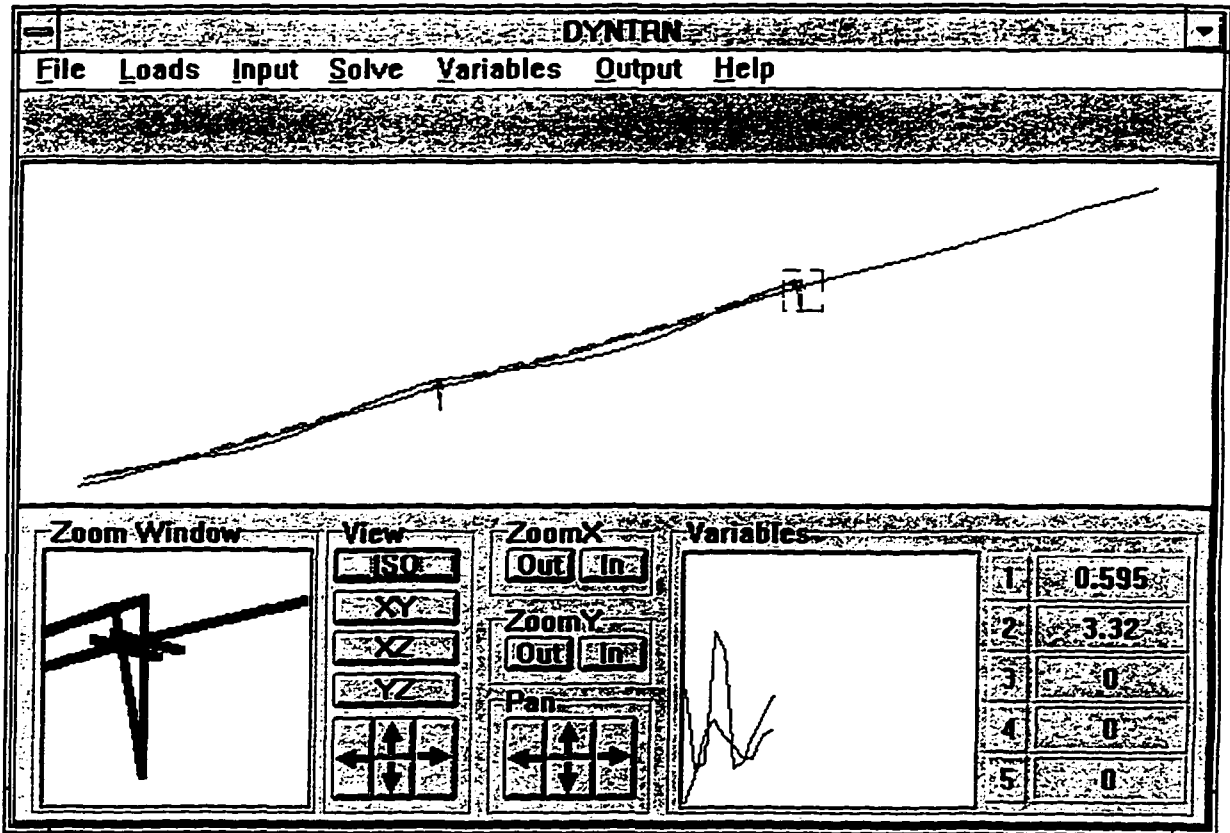 DYNTRN
File Loads Input Solve Variables Output Help
Zoom Window
View
ISO
XY
XZ
YZ
ZoomX
Out In
ZoomY
Out In
Pan
Variables
1 0.595
2 3.32
3 0
4 0
5 0